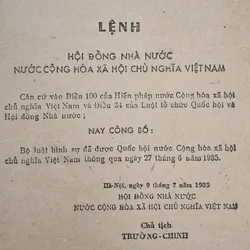 LỆNH
HỘI ĐỒNG NHÀ NƯỚC
NƯỚC CỘNG HÒA XÃ HỘI CHỦ NGHĨA VIỆT NAM
Căn cứ vào Điều 100 của Hiến pháp nước Cộng hòa xã hội
chủ nghĩa Việt Nam và Điều 34 của Luật tổ chức Quốc hội và
Hội đồng Nhà nước ;
NAY CÔNG BỐ :
Bộ luật hình sự đã được Quốc hội nước Cộng hòa xã hội
chủ nghĩa Việt Nam thông qua ngày 27 tháng 6 năm 1985.
Hà-Nội, ngày 9 tháng 7 năm 1985
HỘI ĐỒNG NHÀ NƯỚC
NƯỚC CỘNG HÒA XÃ HỘI CHỦ NGHĨA VIỆT NAM
Chủ tịch
TRƯỜNG-CHINH